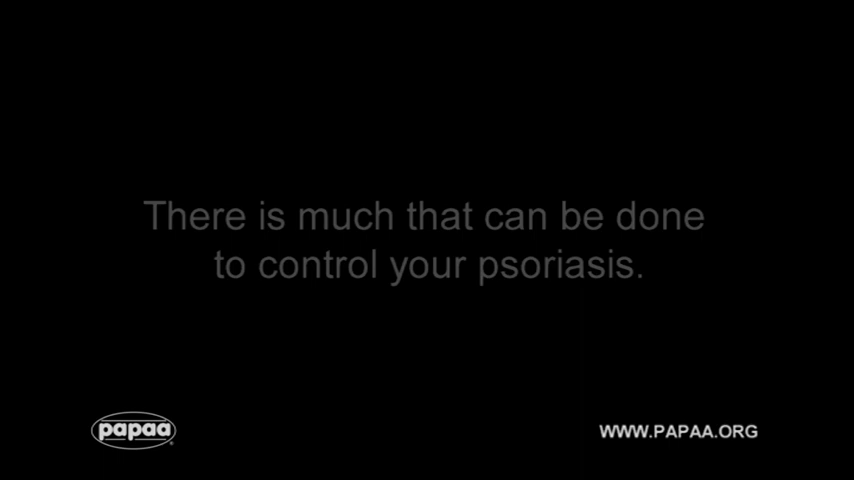 There is much that can be done
to control your psoriasis.
papaa
WWW.PAPAA.ORG